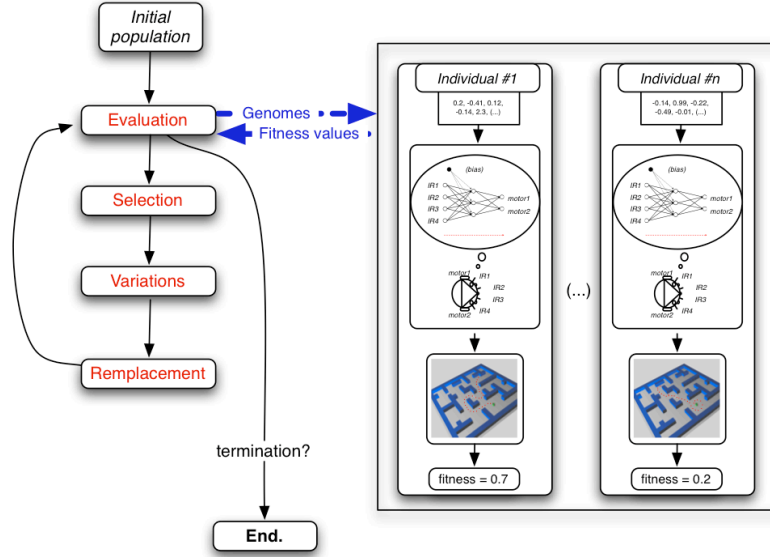 Initial
population
Evaluation
Genomes
Fitness values
Selection
Variations
Remplacement
termination?
End.
Individual #1
0.2, -0.41, 0.12,
-0.14, 2.3, (...)
(bias)
IR1
IR2
IR3
IR4
motor1
motor2
motor1
IR1
IR2
IR3
IR4
motor2
fitness = 0.7
(...)
Individual #n
-0.14, 0.99, -0.22,
-0.49, -0.01, (...)
(bias)
IR1
IR2
IR3
IR4
motor1
motor2
motor1
IR1
IR2
IR3
IR4
motor2
fitness = 0.2